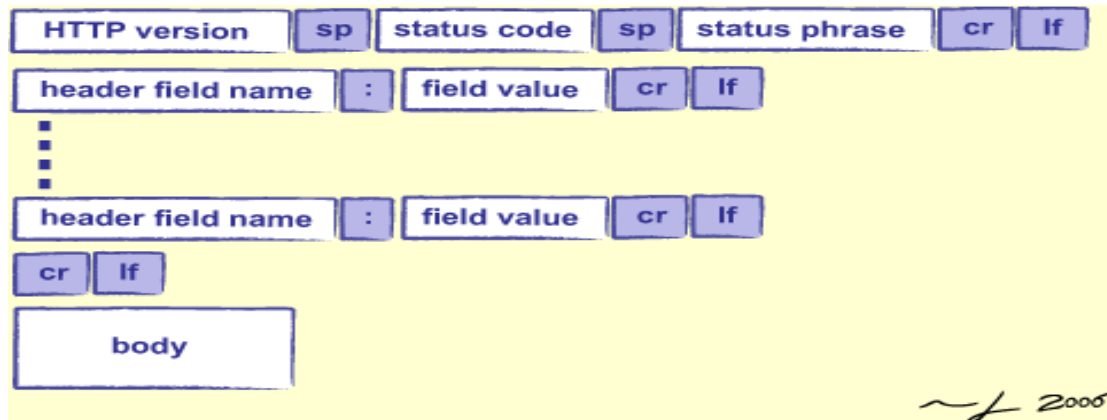 HTTP version sp status code sp status phrase cr lf
header field name : field value cr lf
header field name : field value cr lf
cr lf
body
2006